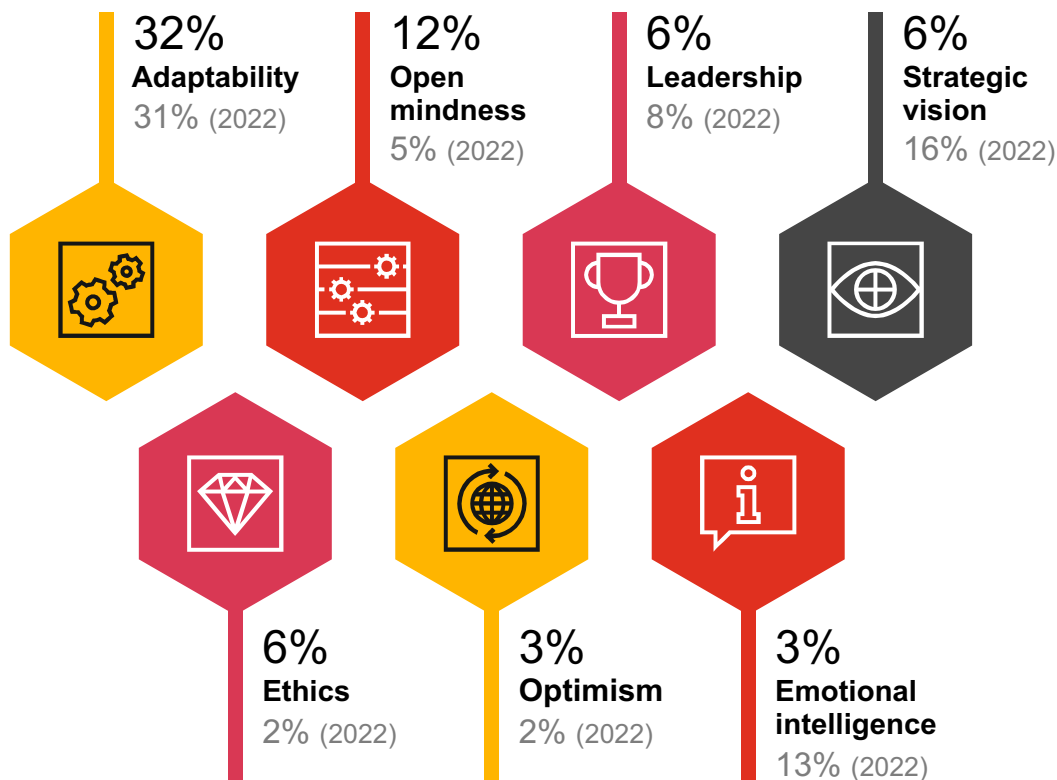 32%
Adaptability
31% (2022)
12%
Open
mindness
5% (2022)
6%
Leadership
8% (2022)
6%
Strategic
vision
16% (2022)
6%
Ethics
2% (2022)
3%
Optimism
2% (2022)
3%
Emotional
intelligence
13% (2022)